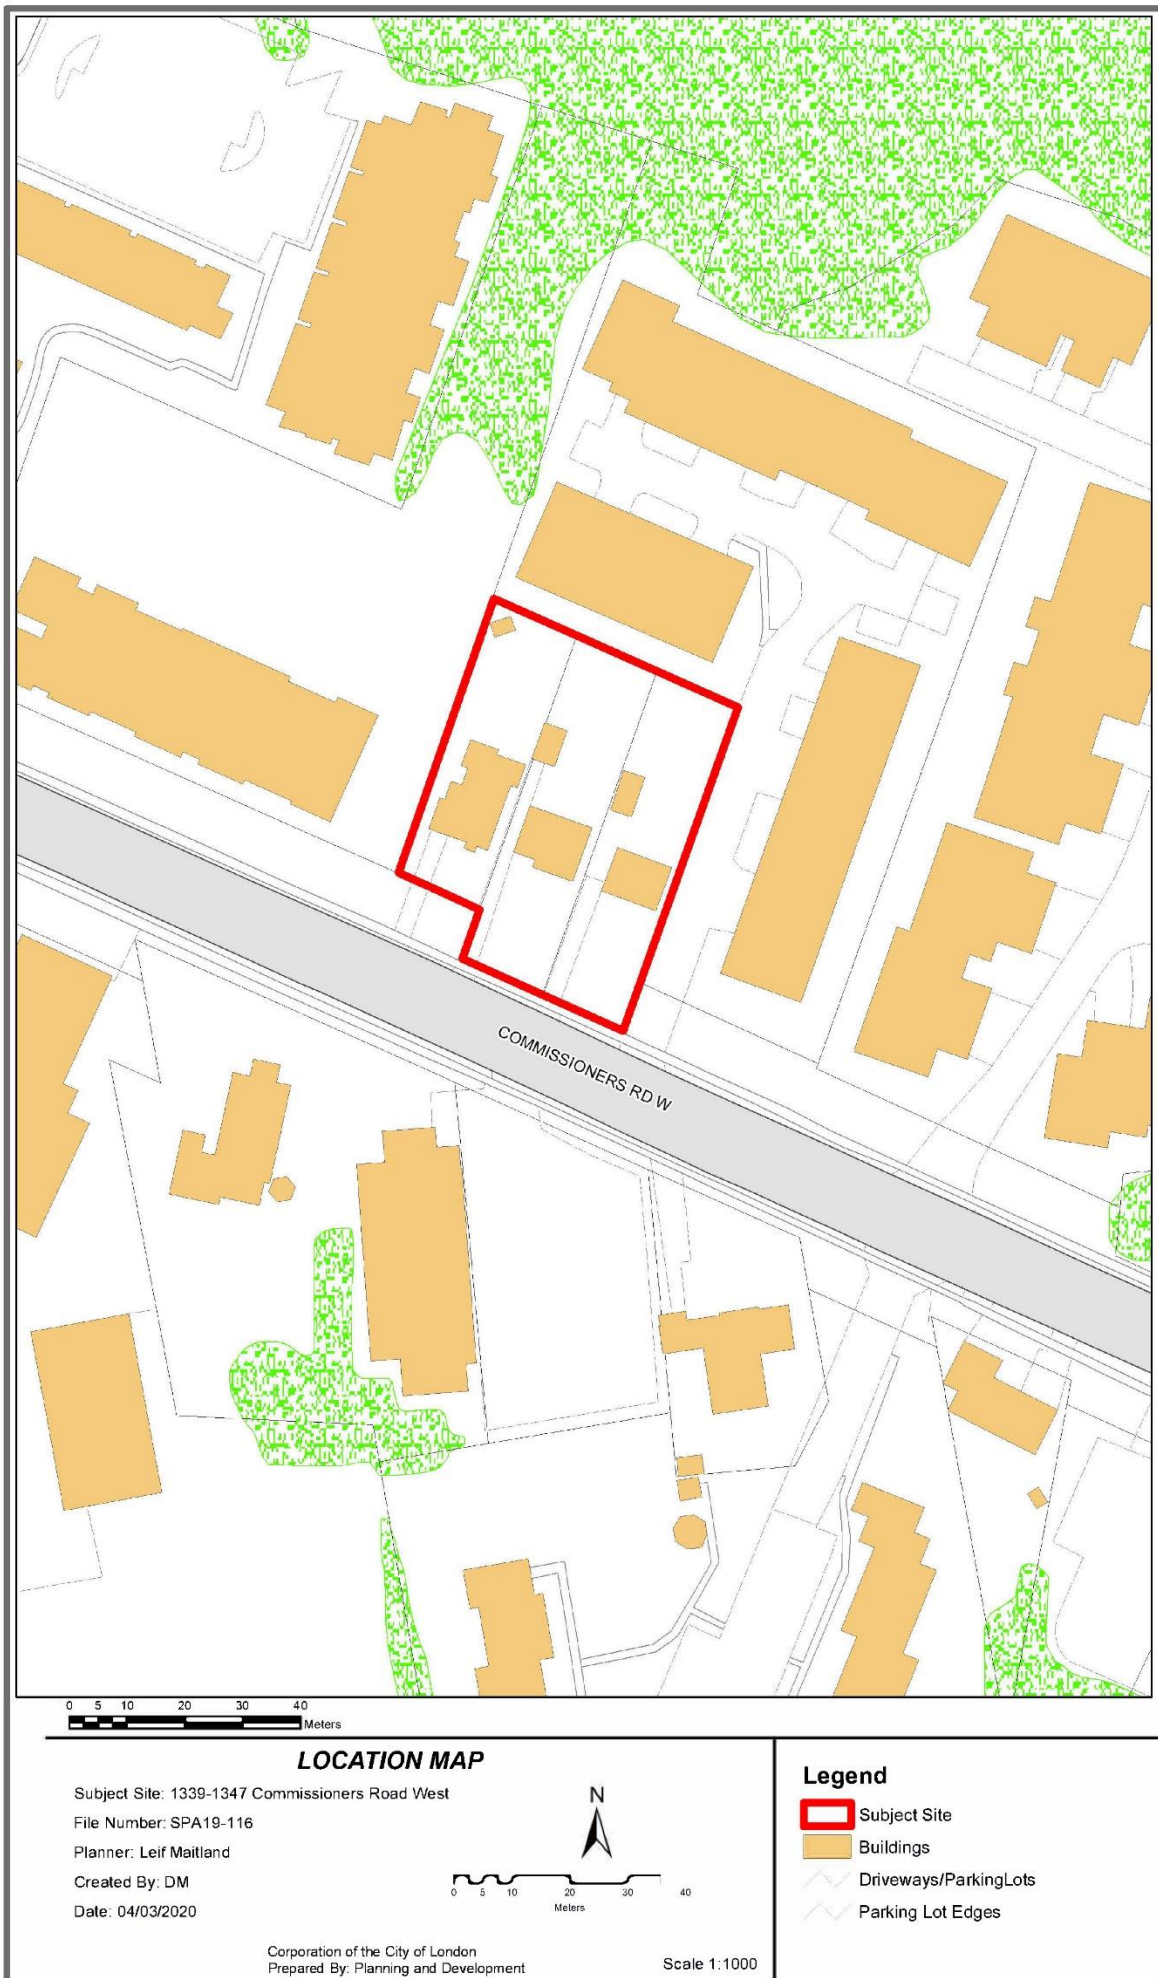 COMMISSIONERS RD W
0 5 10 20 30 40
Meters
LOCATION MAP
Subject Site: 1339-1347 Commissioners Road West
File Number: SPA19-116
Planner: Leif Maitland
Created By: DM
Date: 04/03/2020
N
0 5 10 20 30 40
Meters
Corporation of the City of London
Prepared By: Planning and Development
Scale 1:1000
Legend
Subject Site
Buildings
Driveways/ParkingLots
Parking Lot Edges